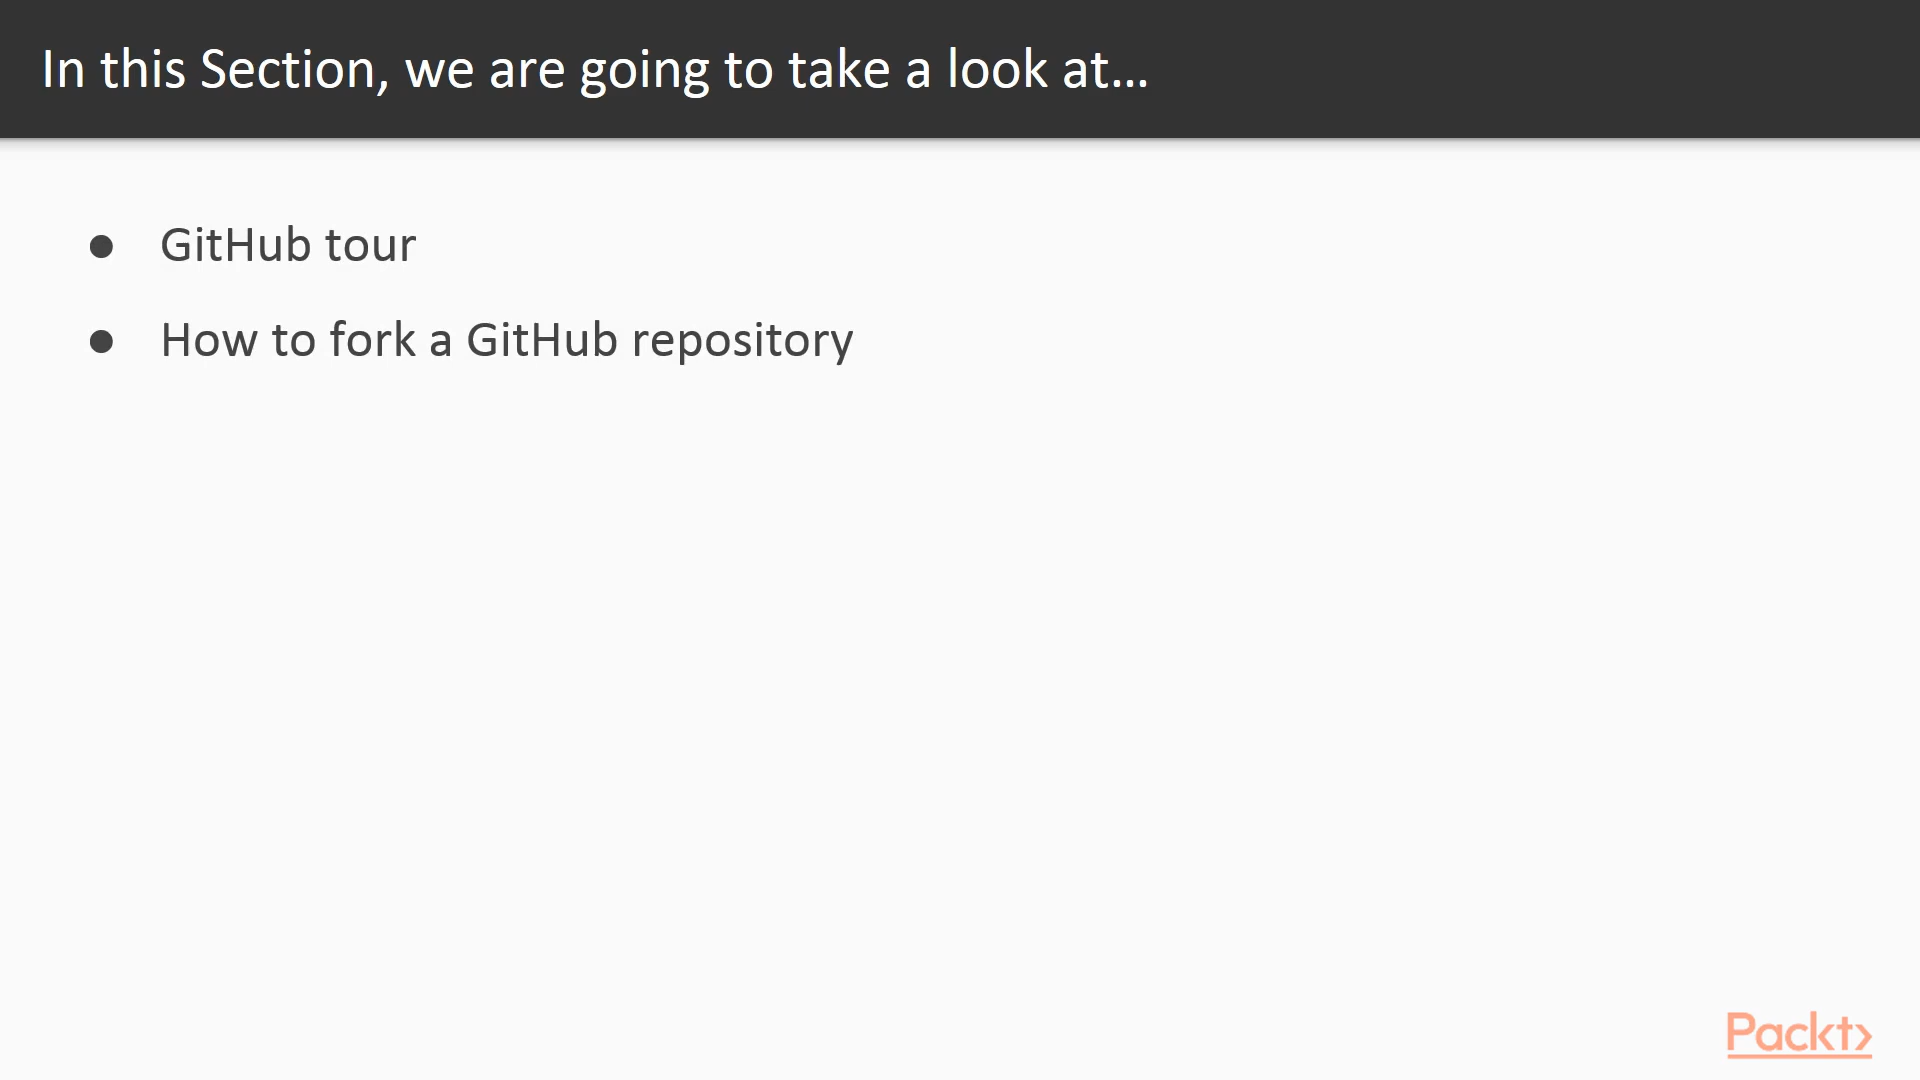 In this Section, we are going to take a look at...
● GitHub tour
● How to fork a GitHub repository
Packt>